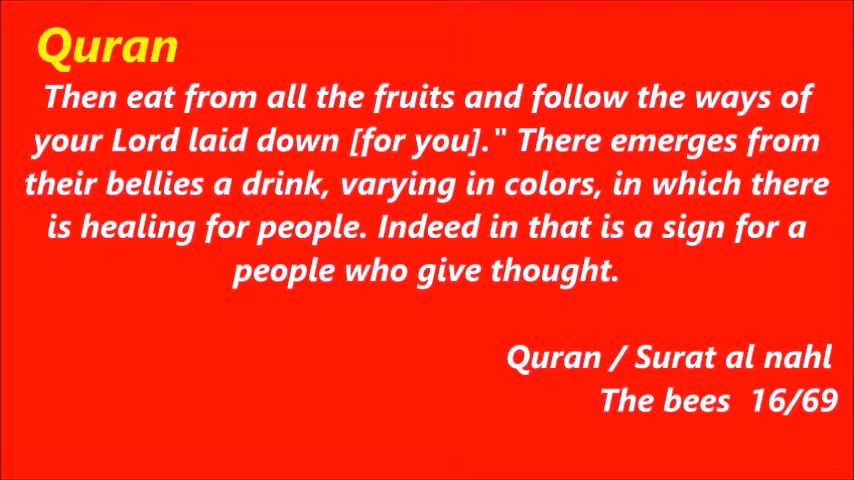 Quran
Then eat from all the fruits and follow the ways of
your Lord laid down [for you]." There emerges from
their bellies a drink, varying in colors, in which there
is healing for people. Indeed in that is a sign for a
people who give thought.
Quran / Surat al nahl
The bees 16/69